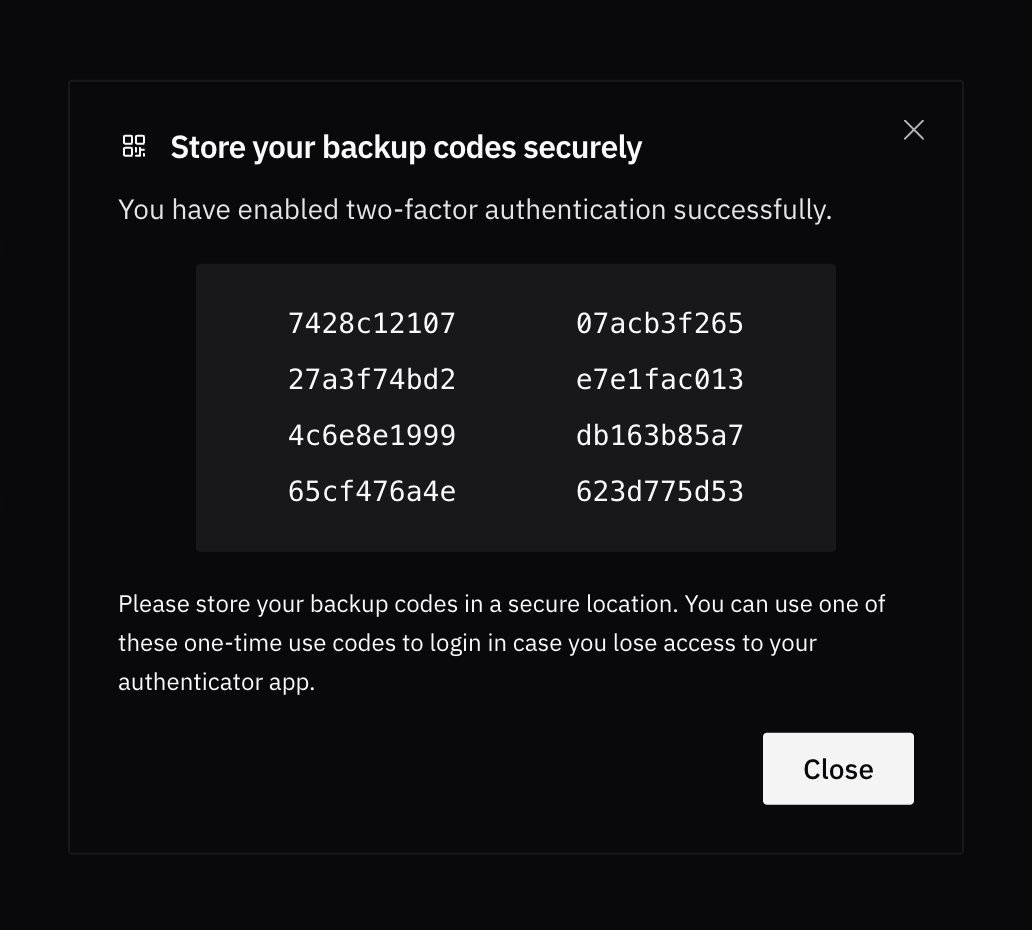 Store your backup codes securely
You have enabled two-factor authentication successfully.
7428c12107 07acb3f265
27a3f74bd2 e7e1fac013
4c6e8e1999 db163b85a7
65cf476a4e 623d775d53
Please store your backup codes in a secure location. You can use one of
these one-time use codes to login in case you lose access to your
authenticator app.
Close